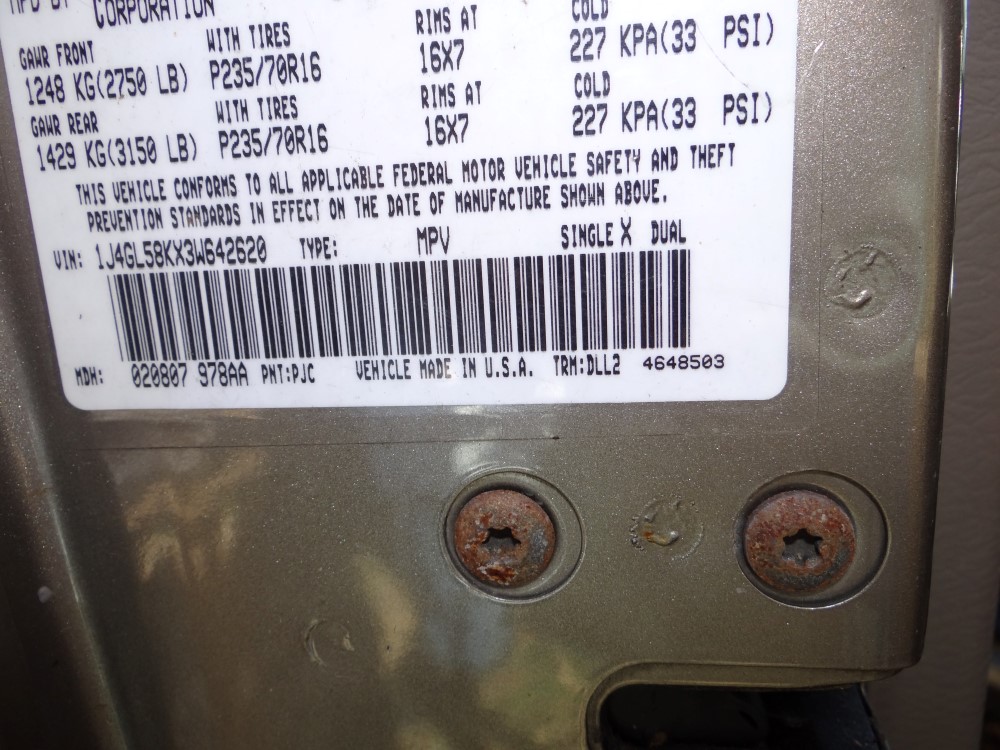 MFD BY CORPORATION COLD
GAWR FRONT WITH TIRES RIMS AT 227 KPA(33 PSI)
1248 KG(2750 LB) P235/70R16 16X7 COLD
GAWR REAR WITH TIRES RIMS AT 227 KPA(33 PSI)
1429 KG(3150 LB) P235/70R16 16X7
THIS VEHICLE CONFORMS TO ALL APPLICABLE FEDERAL MOTOR VEHICLE SAFETY AND THEFT
PREVENTION STANDARDS IN EFFECT ON THE DATE OF MANUFACTURE SHOWN ABOVE.
VIN: 1J4GL58KX3W642620 TYPE: MPV SINGLE X DUAL
MDH: 020807 978AA PNT:PJC VEHICLE MADE IN U.S.A. TRM:DLL2 4648503